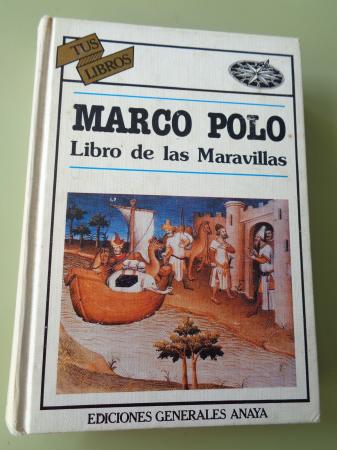 TUS
LIBROS
MARCO POLO
Libro de las Maravillas
EDICIONES GENERALES ANAYA